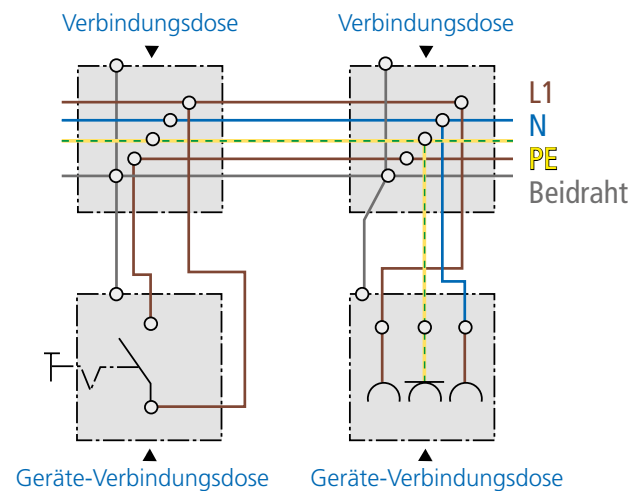 Verbindungsdose
Verbindungsdose
L1
N
PE
Beidraht
Geräte-Verbindungsdose
Geräte-Verbindungsdose